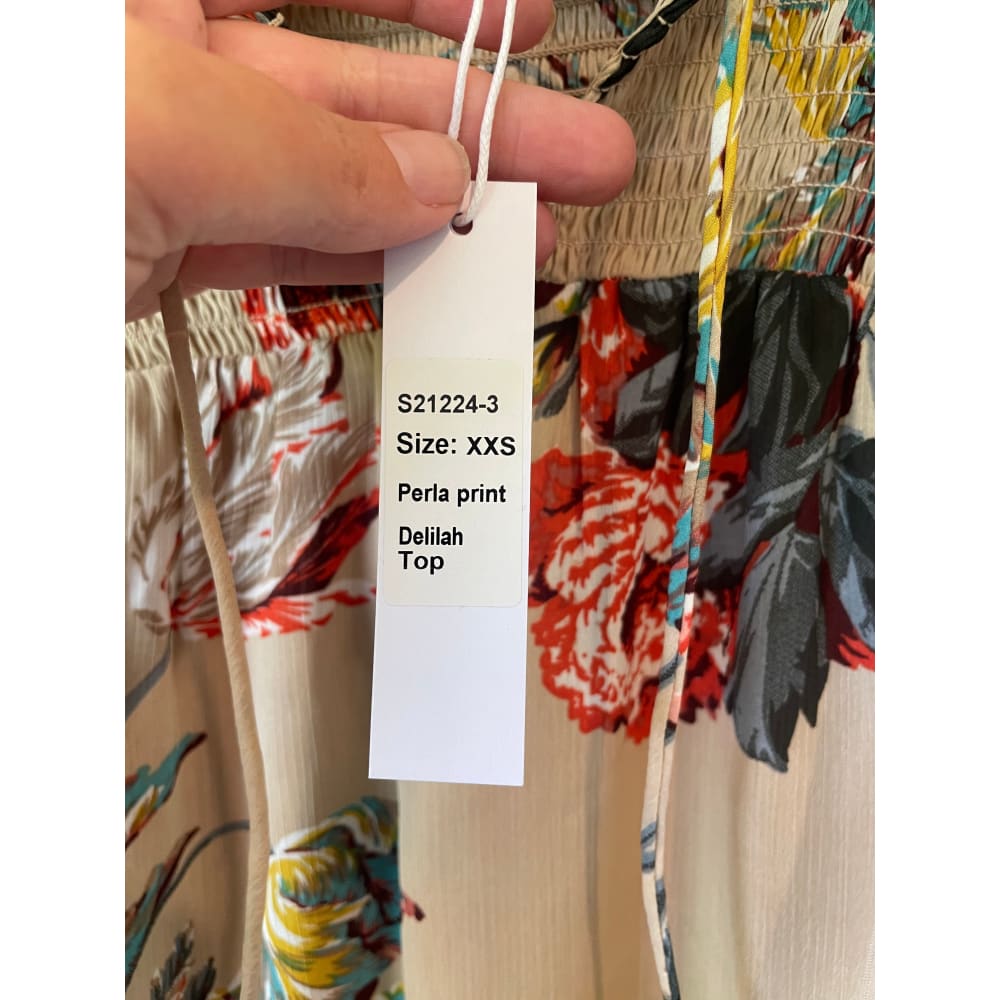 S21224-3
Size: XXS
Perla print
Delilah
Top